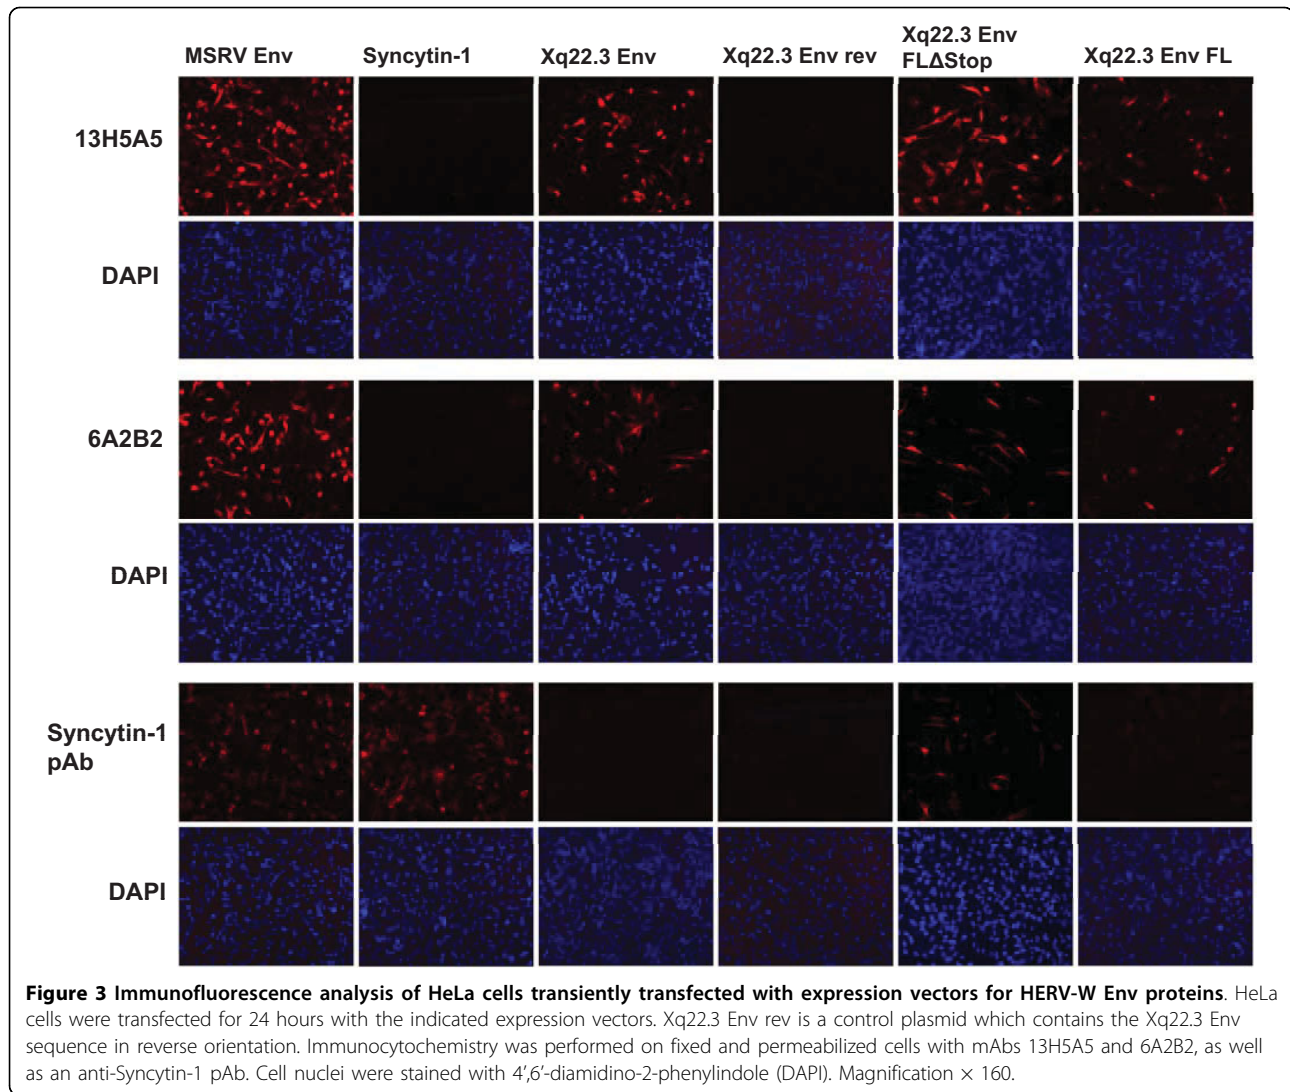 MSRV Env Syncytin-1 Xq22.3 Env Xq22.3 Env rev Xq22.3 Env FLΔStop Xq22.3 Env FL
13H5A5
DAPI
6A2B2
DAPI
Syncytin-1
pAb
DAPI
Figure 3 Immunofluorescence analysis of HeLa cells transiently transfected with expression vectors for HERV-W Env proteins. HeLa
cells were transfected for 24 hours with the indicated expression vectors. Xq22.3 Env rev is a control plasmid which contains the Xq22.3 Env
sequence in reverse orientation. Immunocytochemistry was performed on fixed and permeabilized cells with mAbs 13H5A5 and 6A2B2, as well
as an anti-Syncytin-1 pAb. Cell nuclei were stained with 4′,6′-diamidino-2-phenylindole (DAPI). Magnification × 160.